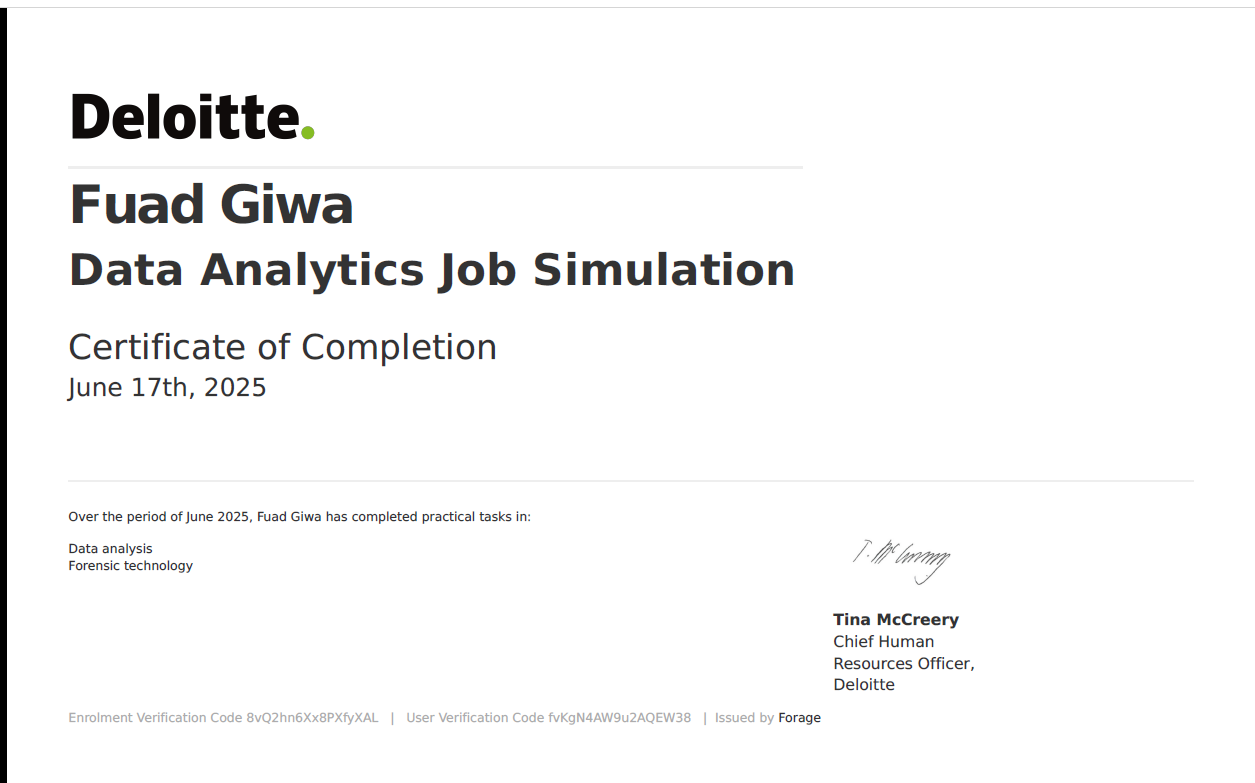 Deloitte.
Fuad Giwa
Data Analytics Job Simulation
Certificate of Completion
June 17th, 2025
Over the period of June 2025, Fuad Giwa has completed practical tasks in:
Data analysis
Forensic technology
T. McCreery
Tina McCreery
Chief Human
Resources Officer,
Deloitte
Enrolment Verification Code 8vQ2hn6Xx8PXfyXAL | User Verification Code fvKgN4AW9u2AQEW38 | Issued by Forage